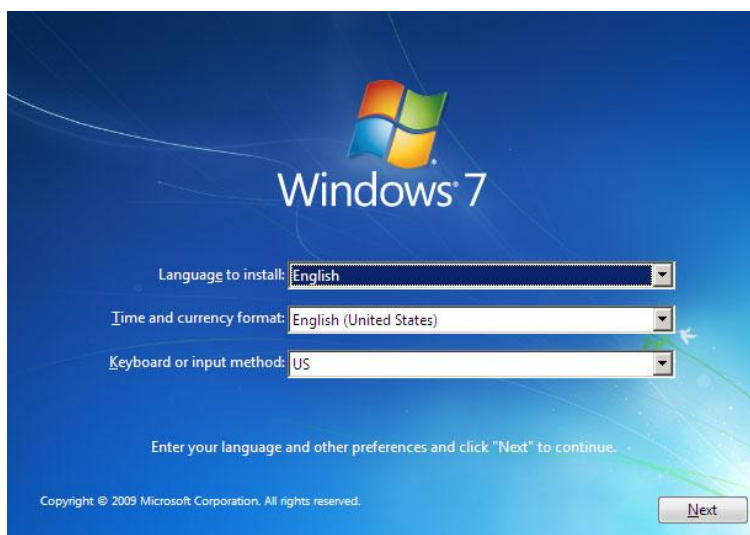 Windows 7
Language to install: English
Time and currency format: English (United States)
Keyboard or input method: US
Enter your language and other preferences and click "Next" to continue.
Copyright © 2009 Microsoft Corporation. All rights reserved.
Next